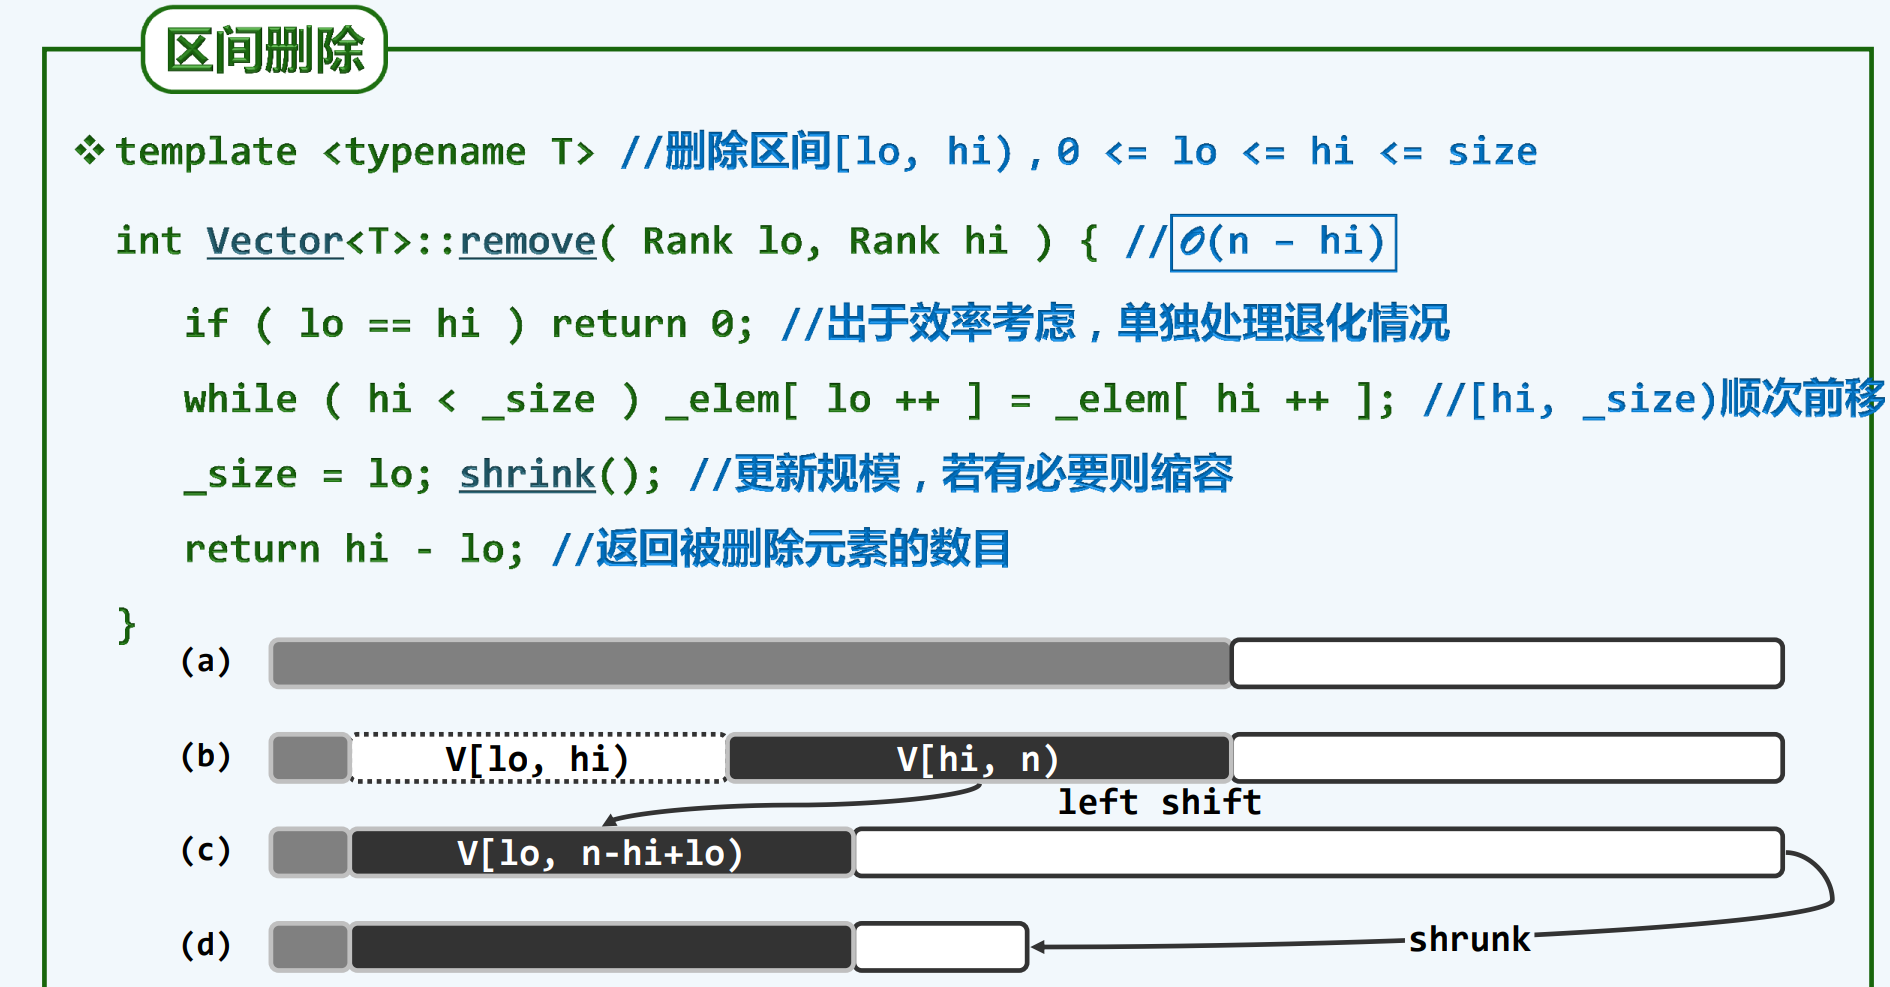 区间删除
❖ template <typename T> //删除区间[lo, hi)，0 <= lo <= hi <= size
int Vector<T>::remove( Rank lo, Rank hi ) { //O(n – hi)
if ( lo == hi ) return 0; //出于效率考虑，单独处理退化情况
while ( hi < _size ) _elem[ lo ++ ] = _elem[ hi ++ ]; //[hi, _size)顺次前移
_size = lo; shrink(); //更新规模，若有必要则缩容
return hi - lo; //返回被删除元素的数目
}
(a)
(b) V[lo, hi) V[hi, n)
left shift
(c) V[lo, n-hi+lo)
(d) shrunk